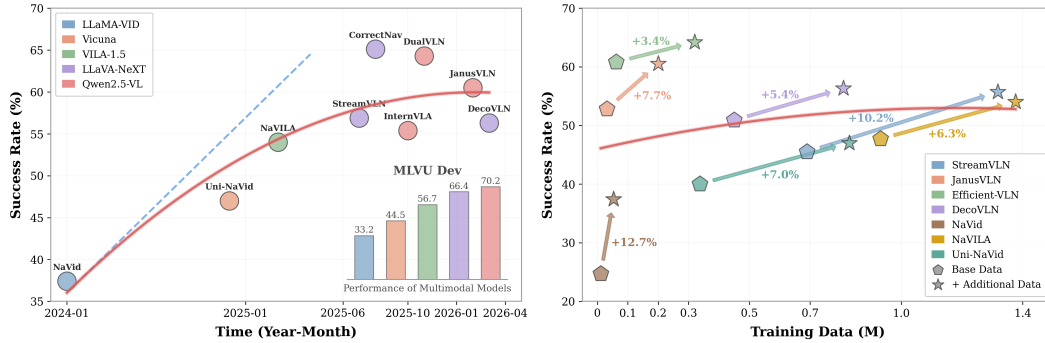 70
65
60
55
50
45
40
35
Success Rate (%)
LLaMA-VID
Vicuna
VILA-1.5
LLaVA-NeXT
Qwen2.5-VL
CorrectNav
DualVLN
JanusVLN
StreamVLN
InternVLA
DecoVLN
NaVILA
Uni-NaVid
NaVid
MLVU Dev
33.2
44.5
56.7
66.4
70.2
Performance of Multimodal Models
2024-01
2025-01
2025-06
2025-10
2026-01
2026-04
Time (Year-Month)
70
60
50
40
30
20
Success Rate (%)
+3.4%
+7.7%
+5.4%
+10.2%
+6.3%
+7.0%
+12.7%
StreamVLN
JanusVLN
Efficient-VLN
DecoVLN
NaVid
NaVILA
Uni-NaVid
Base Data
+ Additional Data
0
0.1
0.2
0.3
0.5
0.7
1.0
1.4
Training Data (M)